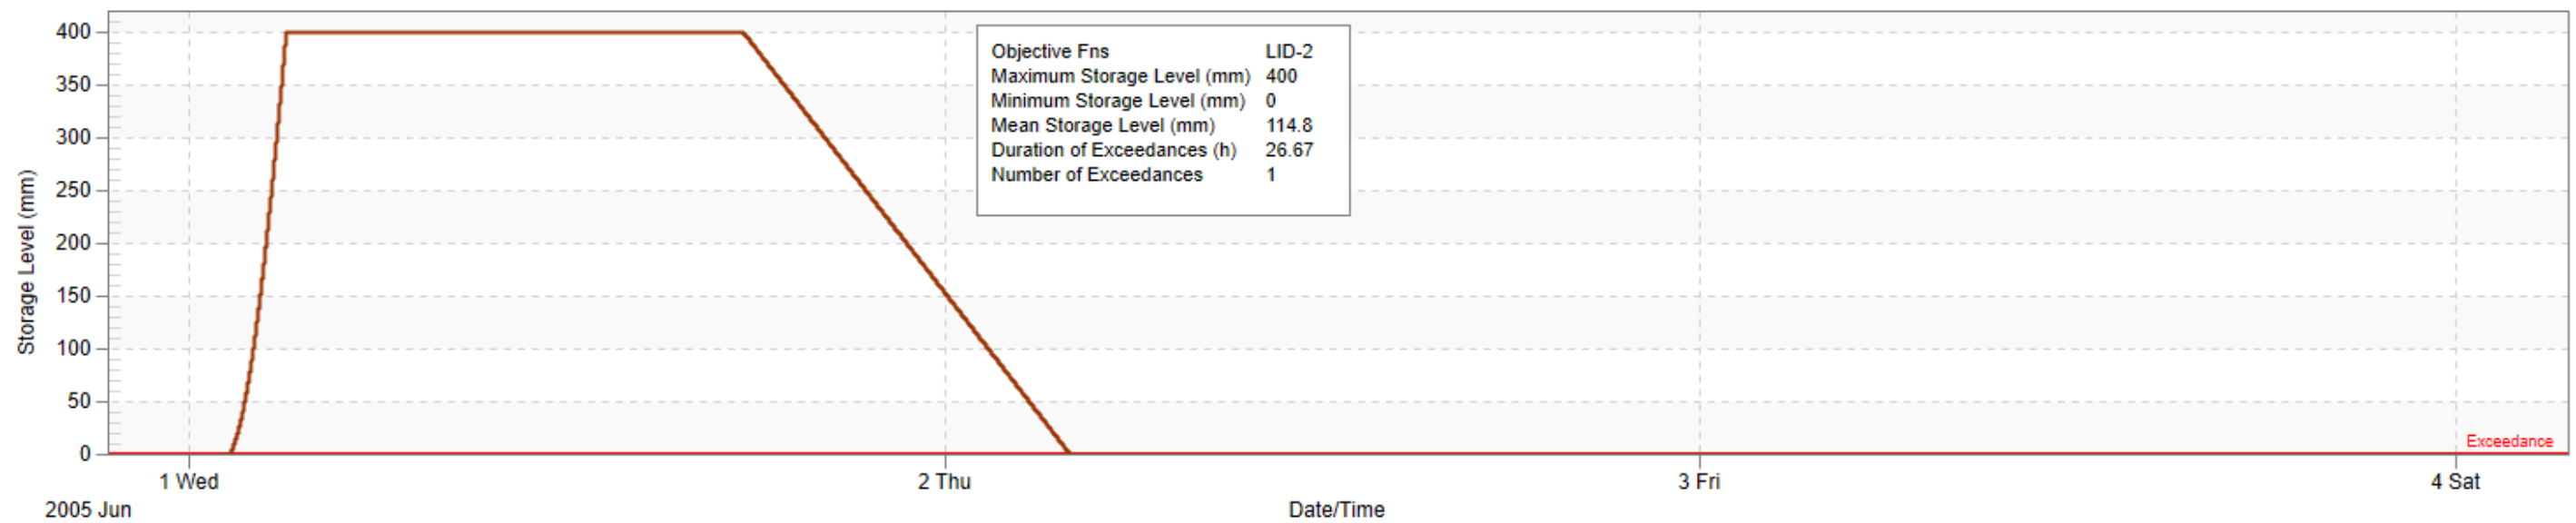 400
350
300
250
200
150
100
50
0
Storage Level (mm)
Objective Fns LID-2
Maximum Storage Level (mm) 400
Minimum Storage Level (mm) 0
Mean Storage Level (mm) 114.8
Duration of Exceedances (h) 26.67
Number of Exceedances 1
Exceedance
1 Wed 2 Thu 3 Fri 4 Sat
2005 Jun Date/Time